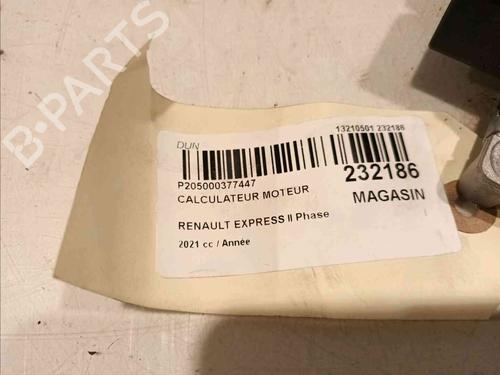 B-PARTS
DUN
13210501 232186
P205000377447
232186
CALCULATEUR MOTEUR
MAGASIN
RENAULT EXPRESS II Phase
2021 cc / Année